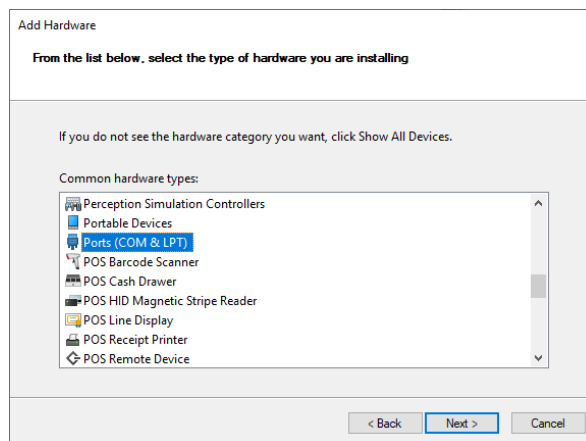 Add Hardware
From the list below, select the type of hardware you are installing
If you do not see the hardware category you want, click Show All Devices.
Common hardware types:
Perception Simulation Controllers
Portable Devices
Ports (COM & LPT)
POS Barcode Scanner
POS Cash Drawer
POS HID Magnetic Stripe Reader
POS Line Display
POS Receipt Printer
POS Remote Device
< Back Next > Cancel